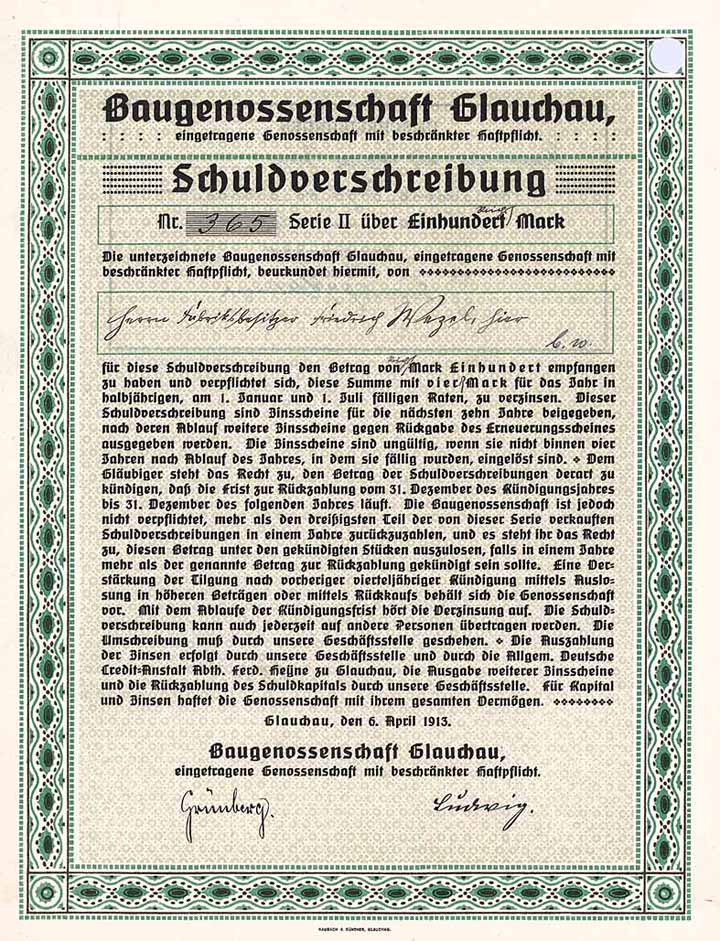 Baugenossenschaft Glauchau,
: : : : eingetragene Genossenschaft mit beschränkter Haftpflicht. : : : :
Schuldverschreibung
Nr. 365 Serie II über Einhundert Mark
Die unterzeichnete Baugenossenschaft Glauchau, eingetragene Genossenschaft mit
beschränkter Haftpflicht, beurkundet hiermit, von
Herrn Fabrikbesitzer Friedrich Wezel, hier
b. w.
für diese Schuldverschreibung den Betrag von Mark Einhundert empfangen
zu haben und verpflichtet sich, diese Summe mit vier Mark für das Jahr in
halbjährigen, am 1. Januar und 1. Juli fälligen Raten, zu verzinsen. Dieser
Schuldverschreibung sind Zinsscheine für die nächsten zehn Jahre beigegeben,
nach deren Ablauf weitere Zinsscheine gegen Rückgabe des Erneuerungsscheines
ausgegeben werden. Die Zinsscheine sind ungültig, wenn sie nicht binnen vier
Jahren nach Ablauf des Jahres, in dem sie fällig wurden, eingelöst sind. Dem
Gläubiger steht das Recht zu, den Betrag der Schuldverschreibungen derart zu
kündigen, daß die Frist zur Rückzahlung vom 31. Dezember des Kündigungsjahres
bis 31. Dezember des folgenden Jahres läuft. Die Baugenossenschaft ist jedoch
nicht verpflichtet, mehr als den dreißigsten Teil der von dieser Serie verkauften
Schuldverschreibungen in einem Jahre zurückzuzahlen, und es steht ihr das Recht
zu, diesen Betrag unter den gekündigten Stücken auszulosen, falls in einem Jahre
mehr als der genannte Betrag zur Rückzahlung gekündigt sein sollte. Eine Ver-
stärkung der Tilgung nach vorheriger vierteljähriger Kündigung mittels Auslo-
sung in höheren Beträgen oder mittels Rückkaufs behält sich die Genossenschaft
vor. Mit dem Ablaufe der Kündigungsfrist hört die Verzinsung auf. Die Schuld-
verschreibung kann auch jederzeit auf andere Personen übertragen werden. Die
Umschreibung muß durch unsere Geschäftsstelle geschehen. Die Auszahlung
der Zinsen erfolgt durch unsere Geschäftsstelle und durch die Allgem. Deutsche
Credit-Anstalt Abth. Ferd. Heyne zu Glauchau, die Ausgabe weiterer Zinsscheine
und die Rückzahlung des Schuldkapitals durch unsere Geschäftsstelle. Für Kapital
und Zinsen haftet die Genossenschaft mit ihrem gesamten Vermögen.
Glauchau, den 6. April 1913.
Baugenossenschaft Glauchau,
eingetragene Genossenschaft mit beschränkter Haftpflicht.
Grünberg. Ludwig.
GLAUCHAU.